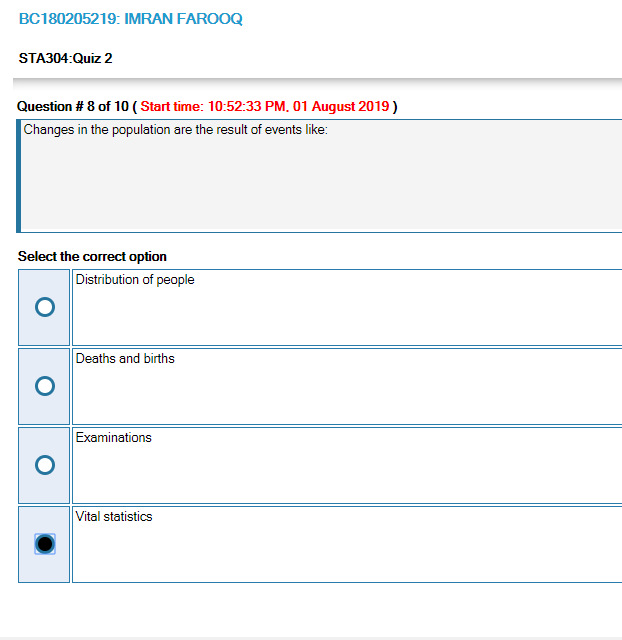 BC180205219: IMRAN FAROOQ
STA304:Quiz 2
Question # 8 of 10 ( Start time: 10:52:33 PM, 01 August 2019 )
Changes in the population are the result of events like:
Select the correct option
Distribution of people
Deaths and births
Examinations
Vital statistics